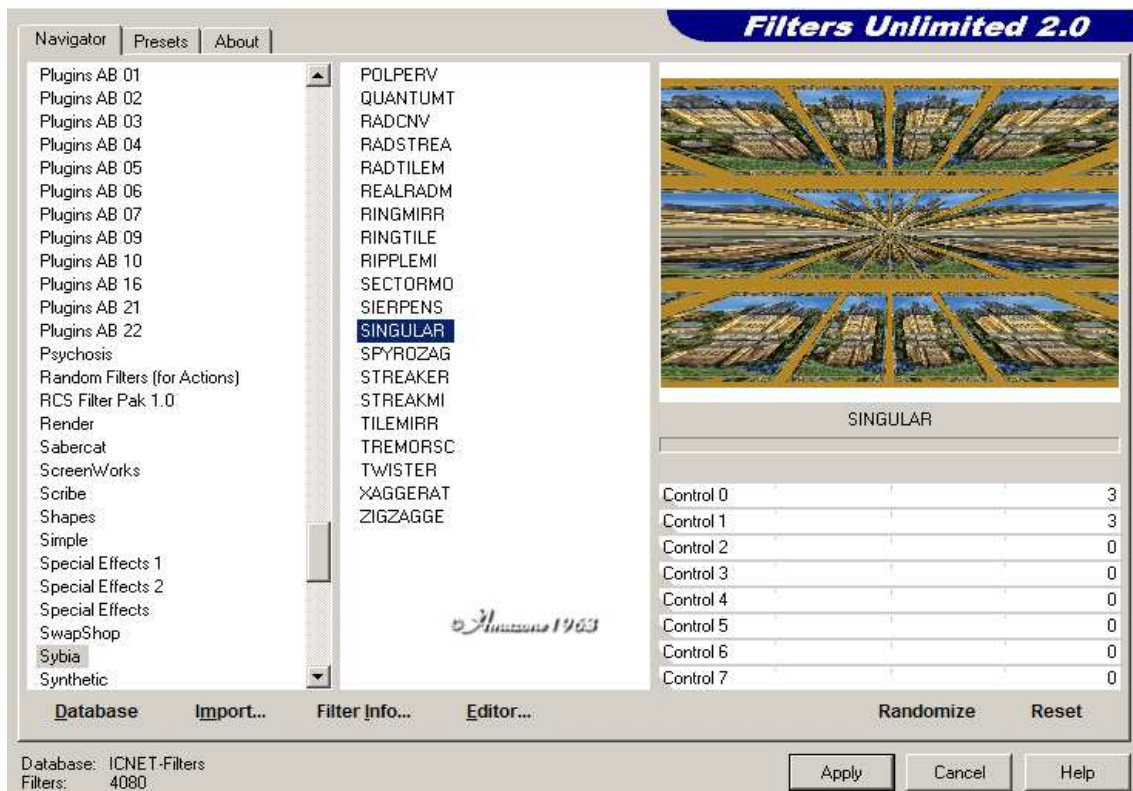 Filters Unlimited 2.0
Navigator
Presets
About
Plugins AB 01
Plugins AB 02
Plugins AB 03
Plugins AB 04
Plugins AB 05
Plugins AB 06
Plugins AB 07
Plugins AB 09
Plugins AB 10
Plugins AB 16
Plugins AB 21
Plugins AB 22
Psychosis
Random Filters (for Actions)
RCS Filter Pak 1.0
Render
Sabercat
ScreenWorks
Scribe
Shapes
Simple
Special Effects 1
Special Effects 2
Special Effects
SwapShop
Sybia
Synthetic
POLPERV
QUANTUMT
RADCNV
RADSTREA
RADTILEM
REALRADM
RINGMIRR
RINGTILE
RIPPLEMI
SECTORMO
SIERPENS
SINGULAR
SPYROZAG
STREAKER
STREAKMI
TILEMIRR
TREMORSC
TWISTER
XAGGERAT
ZIGZAGGE
©Amazone1963
SINGULAR
Control 0 3
Control 1 3
Control 2 0
Control 3 0
Control 4 0
Control 5 0
Control 6 0
Control 7 0
Database
Import...
Filter Info...
Editor...
Randomize
Reset
Database: ICNET-Filters
Filters: 4080
Apply
Cancel
Help